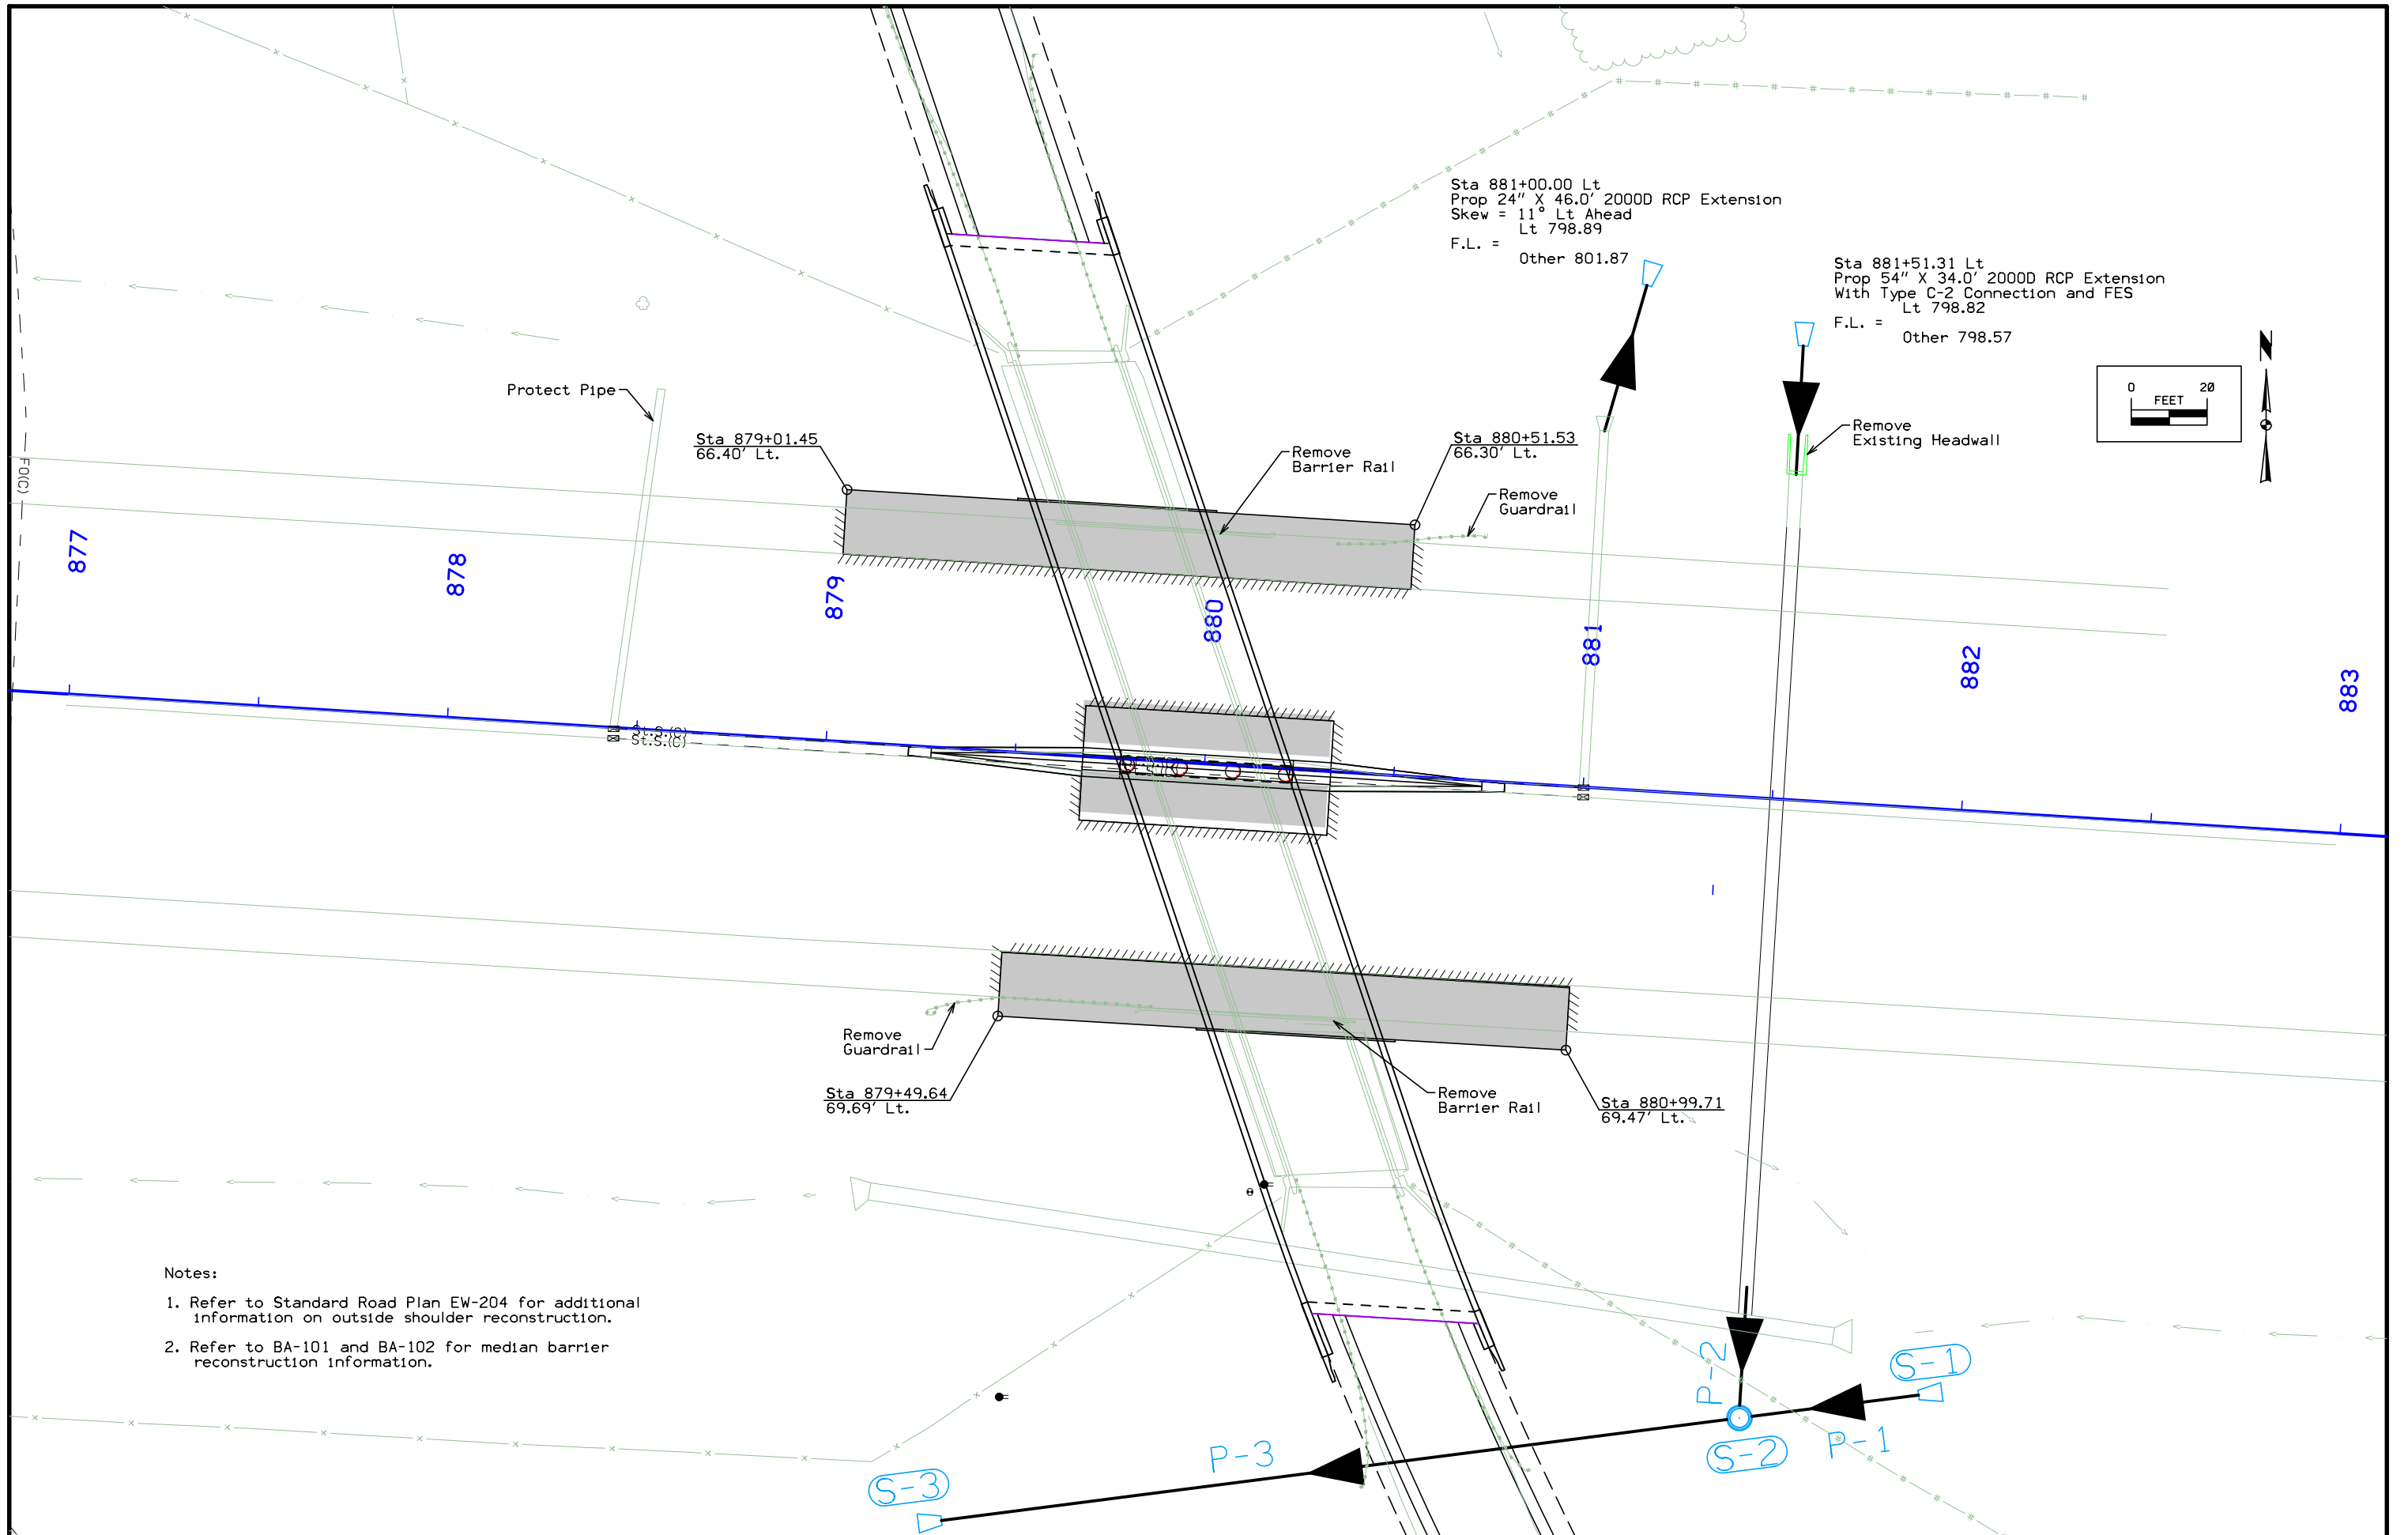 Sta 881+00.00 Lt
Prop 24" X 46.0' 2000D RCP Extension
Skew = 11° Lt Ahead
Lt 798.89
F.L. =
Other 801.87
Sta 881+51.31 Lt
Prop 54" X 34.0' 2000D RCP Extension
With Type C-2 Connection and FES
Lt 798.82
F.L. =
Other 798.57
N
0 20
FEET
Protect Pipe
Sta 879+01.45
66.40' Lt.
Remove
Barrier Rail
Sta 880+51.53
66.30' Lt.
Remove
Guardrail
Remove
Existing Headwall
FO(C)
877
878
879
880
881
882
883
St.S.(C)
St.S.(C)
Remove
Guardrail
Sta 879+49.64
69.69' Lt.
Remove
Barrier Rail
Sta 880+99.71
69.47' Lt.
Notes:
1. Refer to Standard Road Plan EW-204 for additional
information on outside shoulder reconstruction.
2. Refer to BA-101 and BA-102 for median barrier
reconstruction information.
P-2
S-1
S-2
P-1
P-3
S-3